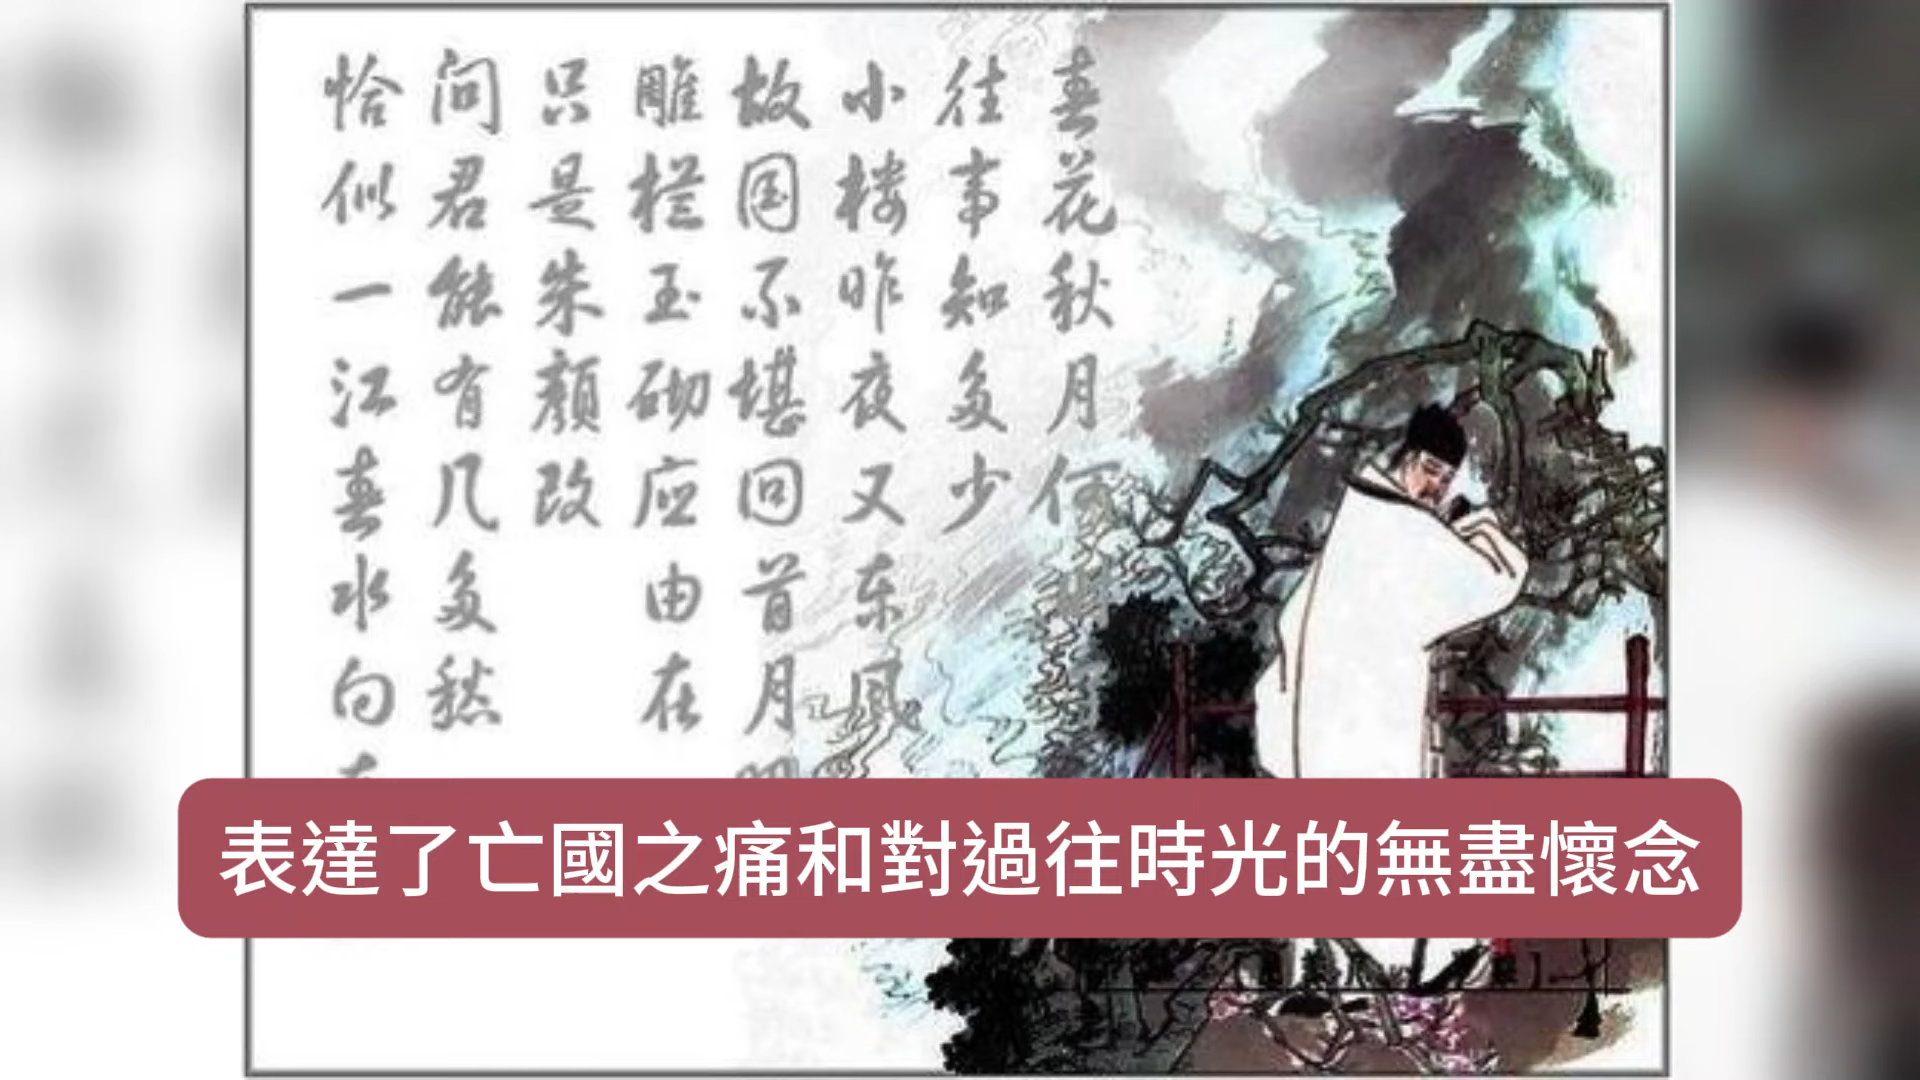 春花秋月何
往事知多少
小楼昨夜又东风
故国不堪回首月
雕栏玉砌应由在
只是朱颜改
问君能有几多愁
恰似一江春水向
表達了亡國之痛和對過往時光的無盡懷念